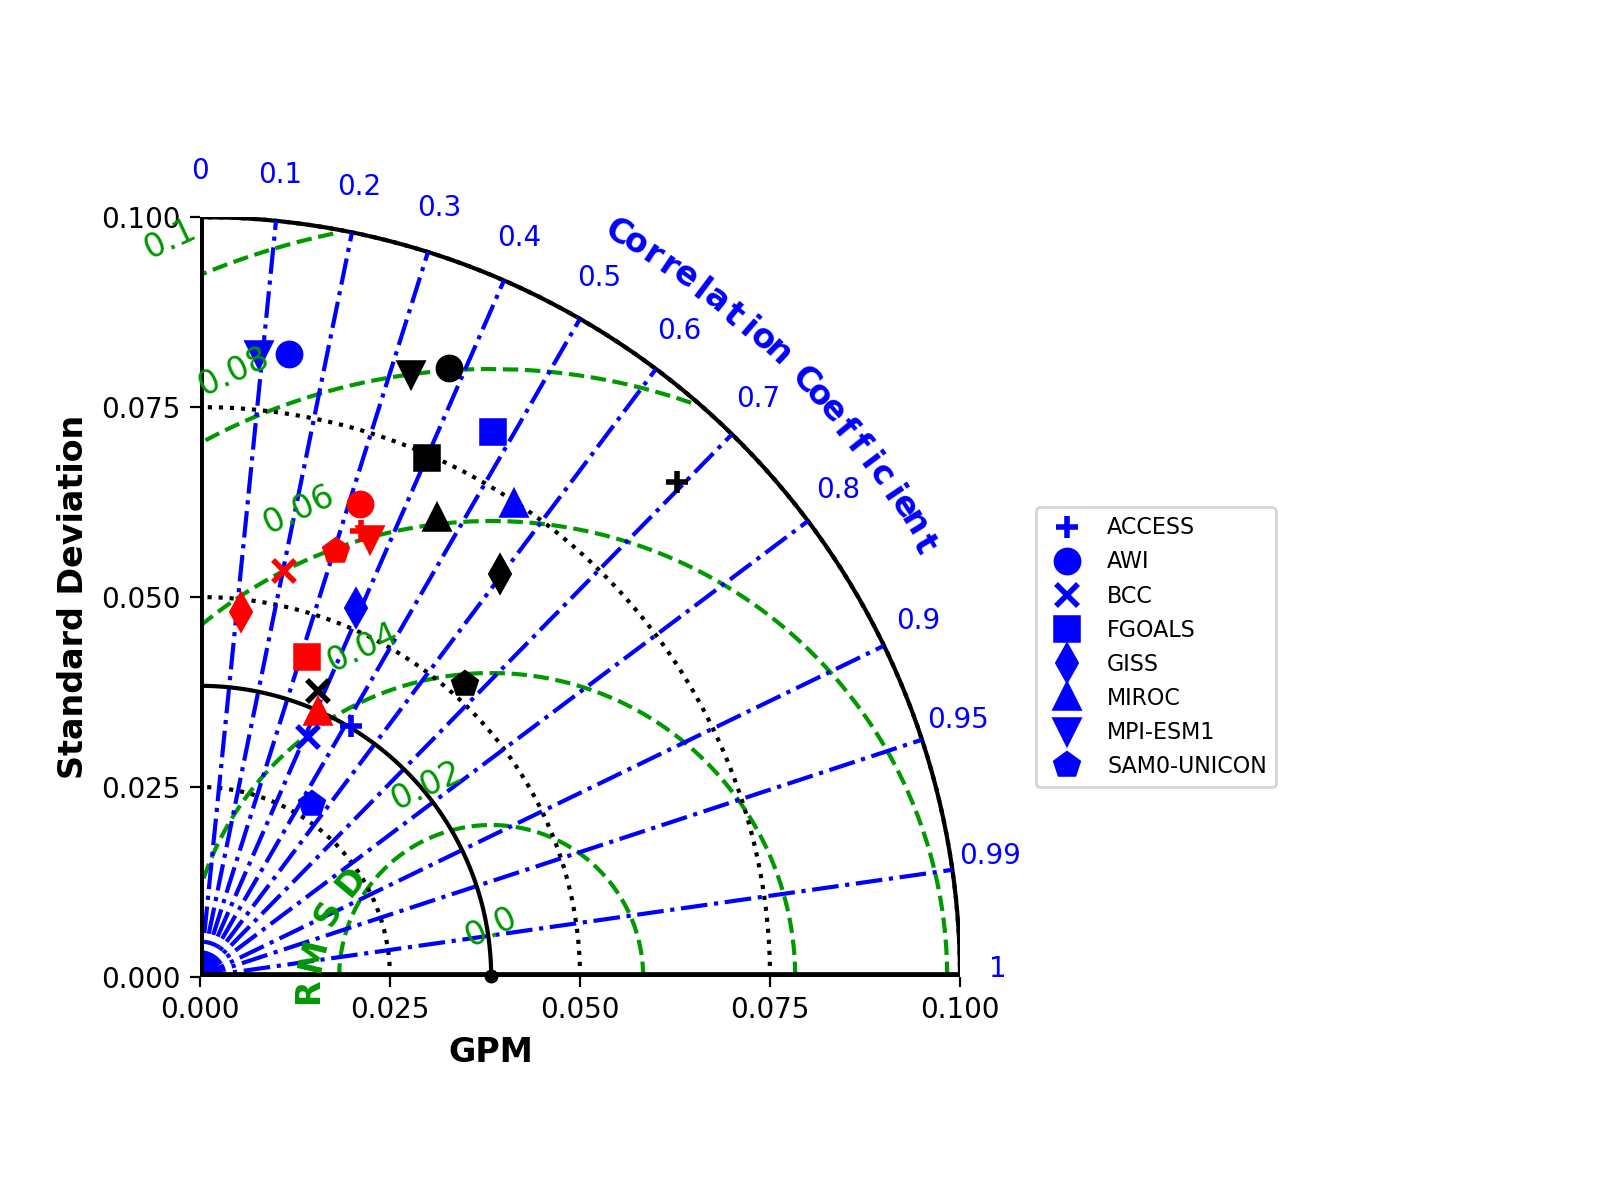 0
0.1
0.2
0.3
0.4
0.5
0.6
0.7
0.8
0.9
0.95
0.99
1
Correlation Coefficient
0.1
0.08
0.06
0.04
0.02
0.0
RMSD
Standard Deviation
0.100
0.075
0.050
0.025
0.000
0.000 0.025 0.050 0.075 0.100
GPM
ACCESS
AWI
BCC
FGOALS
GISS
MIROC
MPI-ESM1
SAM0-UNICON